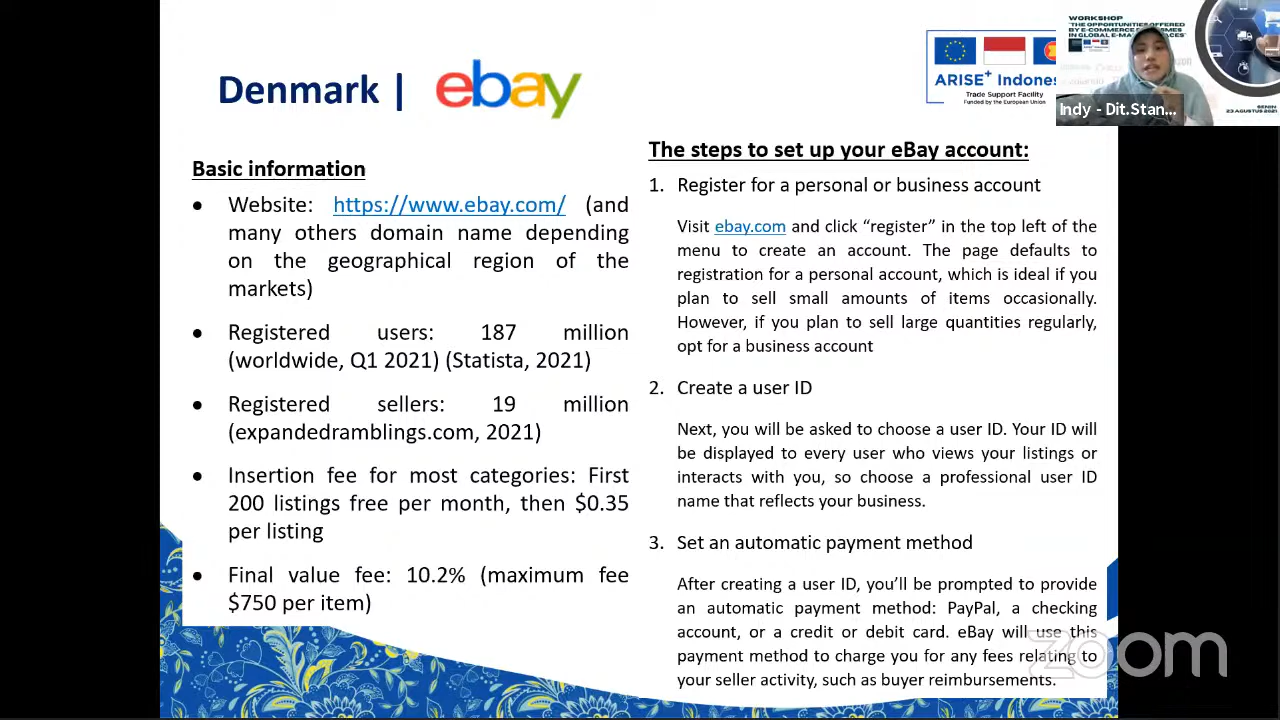 Denmark |
ebay
ARISE+ Indone
Trade Support Facility
Funded by the European Union
WORKSHOP
"THE OPPORTUNITIES OFFERED
IN GLOBAL
Indy - Dit.Stan...
SENIN
23 AGUSTUS 2021
Basic information
• Website: https://www.ebay.com/ (and
many others domain name depending
on the geographical region of the
markets)
• Registered users: 187 million
(worldwide, Q1 2021) (Statista, 2021)
• Registered sellers: 19 million
(expandedramblings.com, 2021)
• Insertion fee for most categories: First
200 listings free per month, then $0.35
per listing
• Final value fee: 10.2% (maximum fee
$750 per item)
The steps to set up your eBay account:
1. Register for a personal or business account
Visit ebay.com and click “register” in the top left of the
menu to create an account. The page defaults to
registration for a personal account, which is ideal if you
plan to sell small amounts of items occasionally.
However, if you plan to sell large quantities regularly,
opt for a business account
2. Create a user ID
Next, you will be asked to choose a user ID. Your ID will
be displayed to every user who views your listings or
interacts with you, so choose a professional user ID
name that reflects your business.
3. Set an automatic payment method
After creating a user ID, you’ll be prompted to provide
an automatic payment method: PayPal, a checking
account, or a credit or debit card. eBay will use this
payment method to charge you for any fees relating to
your seller activity, such as buyer reimbursements.
zoom